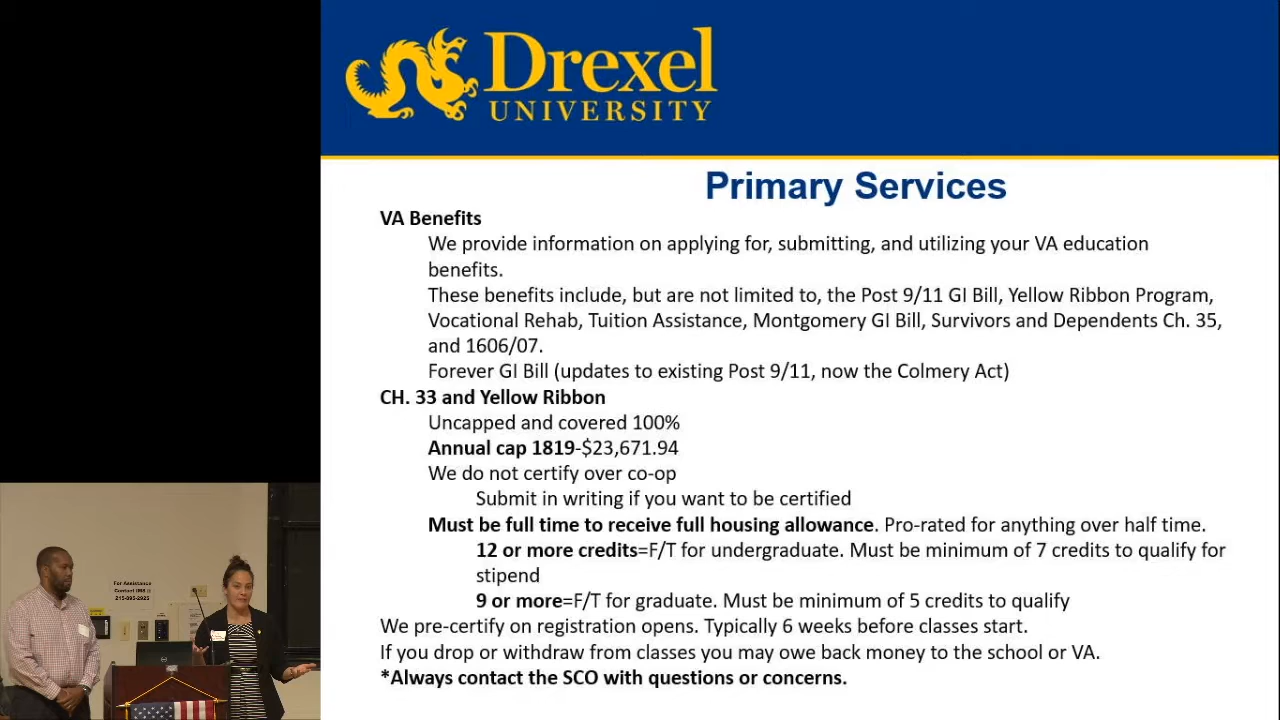 Drexel
UNIVERSITY
Primary Services
VA Benefits
We provide information on applying for, submitting, and utilizing your VA education
benefits.
These benefits include, but are not limited to, the Post 9/11 GI Bill, Yellow Ribbon Program,
Vocational Rehab, Tuition Assistance, Montgomery GI Bill, Survivors and Dependents Ch. 35,
and 1606/07.
Forever GI Bill (updates to existing Post 9/11, now the Colmery Act)
CH. 33 and Yellow Ribbon
Uncapped and covered 100%
Annual cap 1819-$23,671.94
We do not certify over co-op
Submit in writing if you want to be certified
Must be full time to receive full housing allowance. Pro-rated for anything over half time.
12 or more credits=F/T for undergraduate. Must be minimum of 7 credits to qualify for
stipend
9 or more=F/T for graduate. Must be minimum of 5 credits to qualify
We pre-certify on registration opens. Typically 6 weeks before classes start.
If you drop or withdraw from classes you may owe back money to the school or VA.
*Always contact the SCO with questions or concerns.
For Assistance
215-895-2925